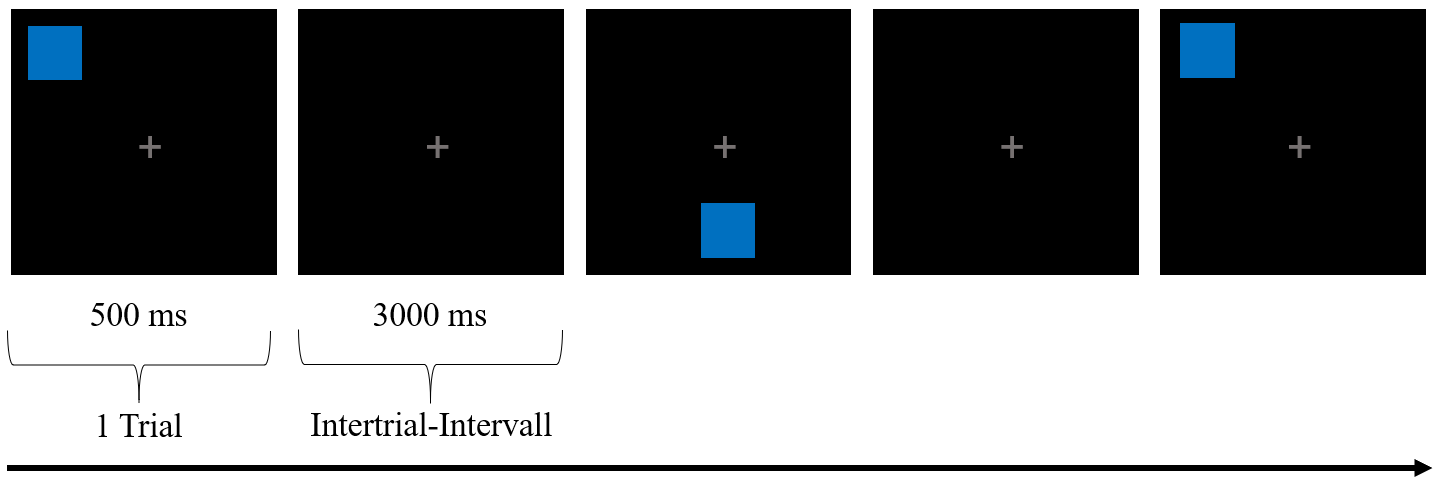 500 ms
3000 ms
1 Trial
Intertrial-Intervall